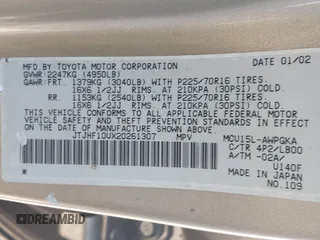 MFD BY: TOYOTA MOTOR CORPORATION DATE 01/02
GVWR: 2247KG (4950LB)
GAWR: FRT. 1379KG (3040LB) WITH P225/70R16 TIRES,
16X6 1/2JJ RIMS, AT 210KPA (30PSI) COLD.
RR. 1153KG (2540LB) WITH P225/70R16 TIRES,
16X6 1/2JJ RIMS, AT 210KPA (30PSI) COLD.
THIS VEHICLE CONFORMS TO ALL APPLICABLE FEDERAL MOTOR
VEHICLE SAFETY STANDARDS IN EFFECT ON THE DATE OF
MANUFACTURE SHOWN ABOVE.
JTJHF10UX20261307 MPV MCU15L-AWPGKA
C/TR 4P2/LB00
A/TM -02A/
U140F
MADE IN JAPAN
NO.109
AutoBidCar